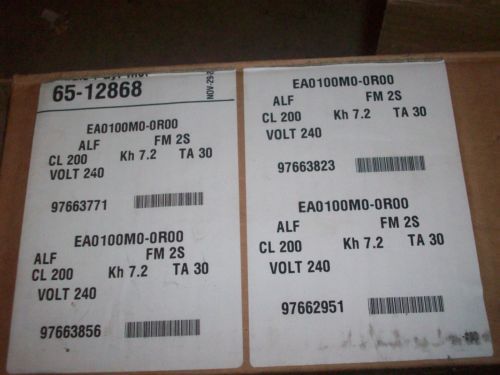 65-12868
NOV-29-2
EA0100M0-0R00
ALF FM 2S
CL 200 Kh 7.2 TA 30
VOLT 240
97663771
EA0100M0-0R00
ALF FM 2S
CL 200 Kh 7.2 TA 30
VOLT 240
97663856
EA0100M0-0R00
ALF FM 2S
CL 200 Kh 7.2 TA 30
VOLT 240
97663823
EA0100M0-0R00
ALF FM 2S
CL 200 Kh 7.2 TA 30
VOLT 240
97662951